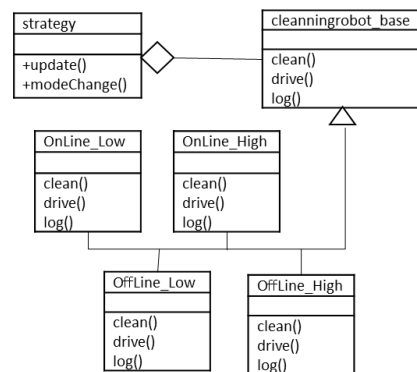 strategy
+update()
+modeChange()
cleanningrobot_base
clean()
drive()
log()
OnLine_Low
clean()
drive()
log()
OnLine_High
clean()
drive()
log()
OffLine_Low
clean()
drive()
log()
OffLine_High
clean()
drive()
log()